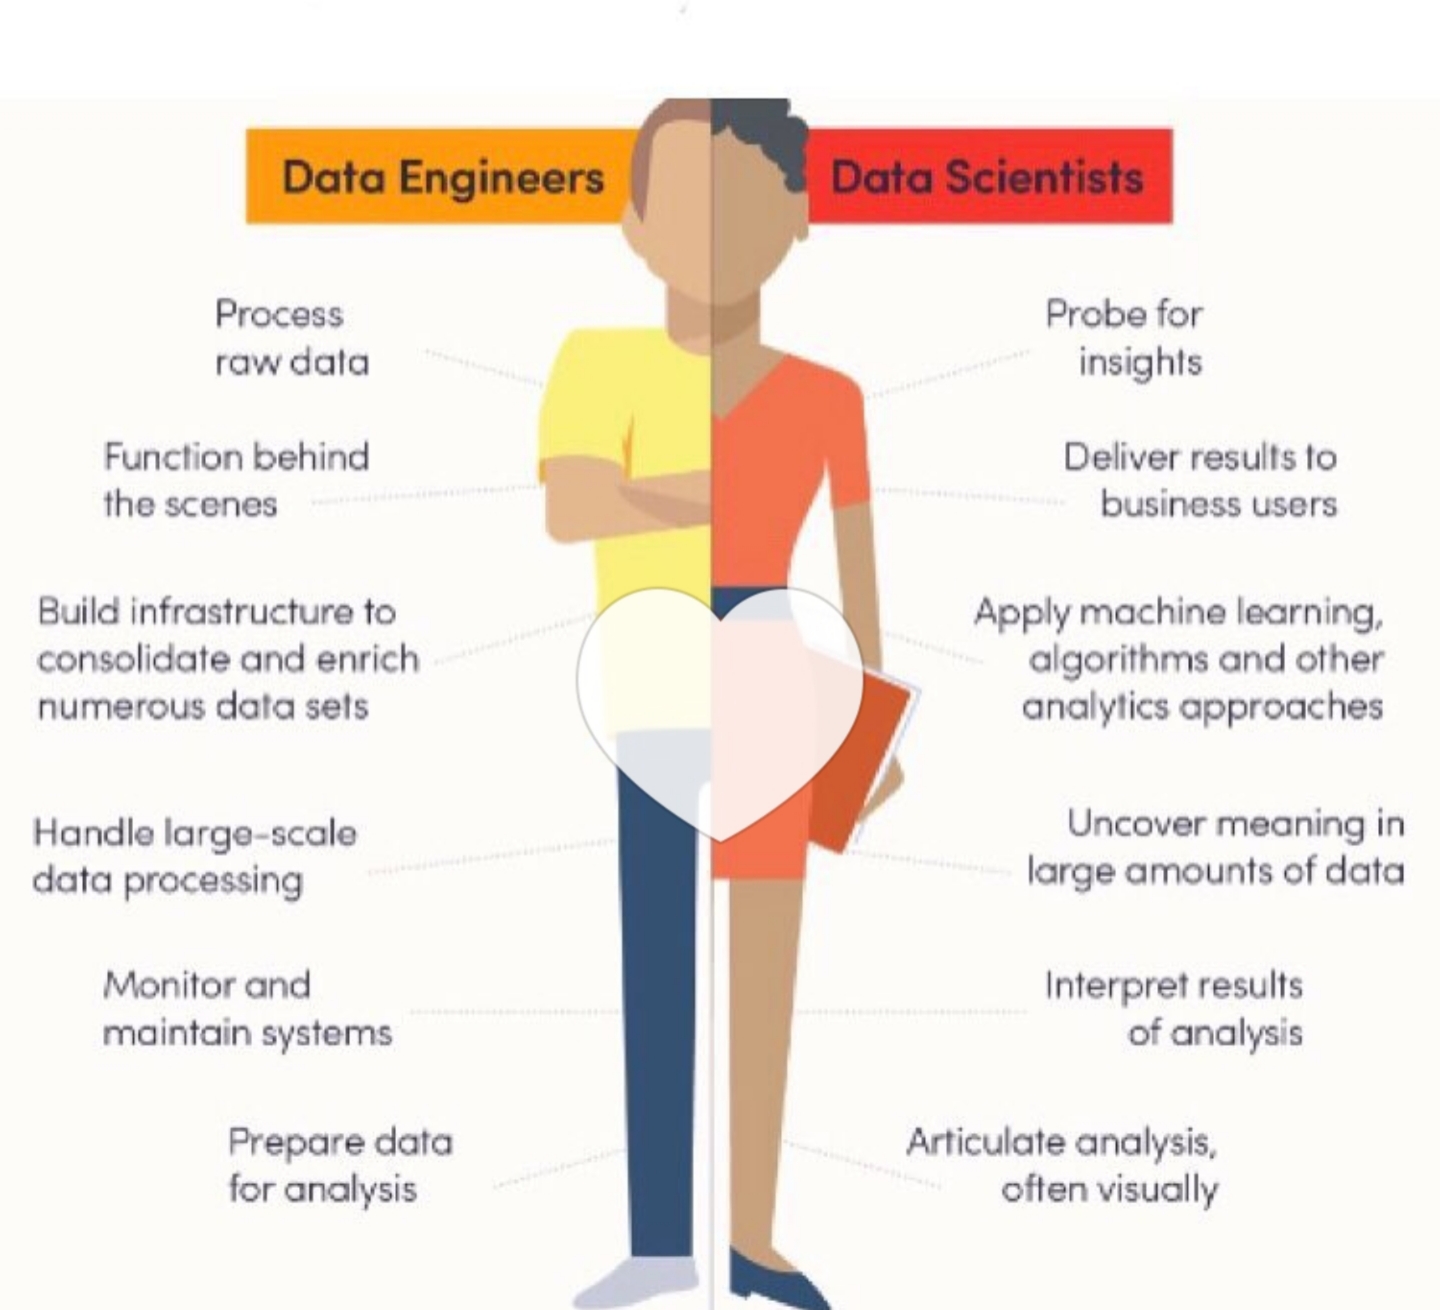 Data Engineers
Data Scientists
Process
raw data
Function behind
the scenes
Build infrastructure to
consolidate and enrich
numerous data sets
Handle large-scale
data processing
Monitor and
maintain systems
Prepare data
for analysis
Probe for
insights
Deliver results to
business users
Apply machine learning,
algorithms and other
analytics approaches
Uncover meaning in
large amounts of data
Interpret results
of analysis
Articulate analysis,
often visually